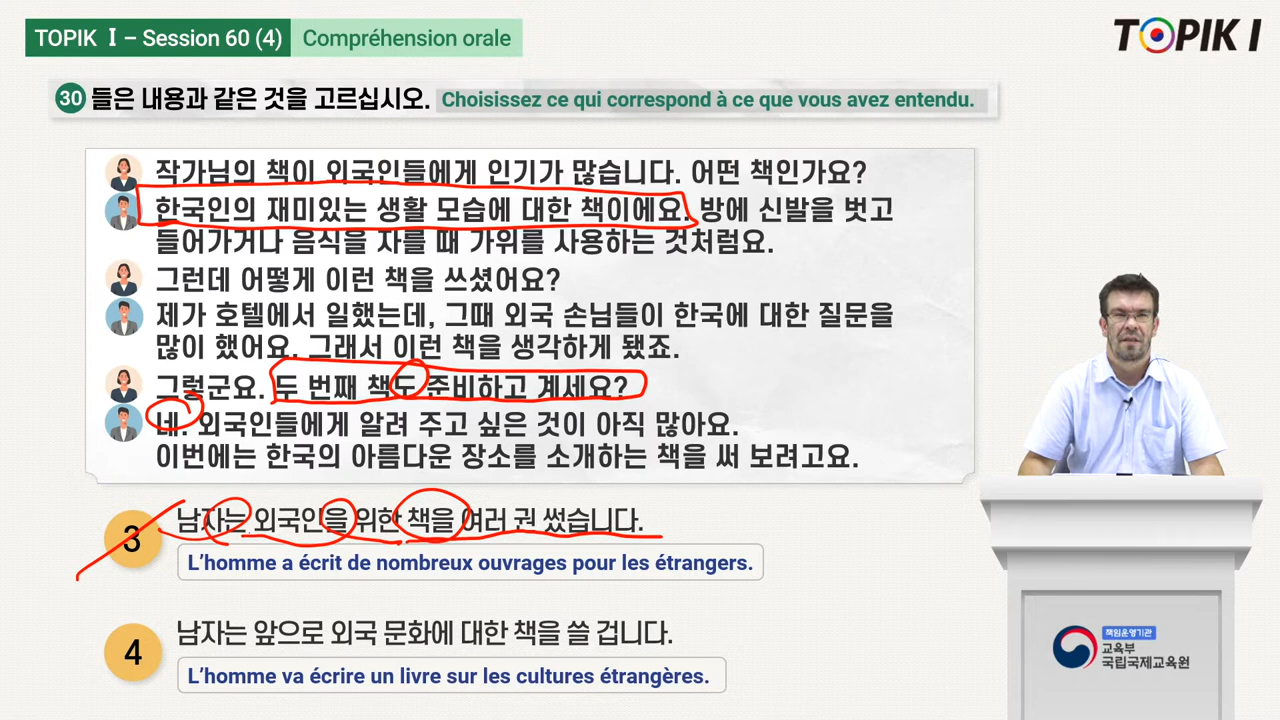 TOPIK I – Session 60 (4) Compréhension orale
TOPIK I
30 들은 내용과 같은 것을 고르십시오. Choisissez ce qui correspond à ce que vous avez entendu.
작가님의 책이 외국인들에게 인기가 많습니다. 어떤 책인가요?
한국인의 재미있는 생활 모습에 대한 책이에요. 방에 신발을 벗고
들어가거나 음식을 자를 때 가위를 사용하는 것처럼요.
그런데 어떻게 이런 책을 쓰셨어요?
제가 호텔에서 일했는데, 그때 외국 손님들이 한국에 대한 질문을
많이 했어요. 그래서 이런 책을 생각하게 됐죠.
그렇군요. 두 번째 책도 준비하고 계세요?
네. 외국인들에게 알려 주고 싶은 것이 아직 많아요.
이번에는 한국의 아름다운 장소를 소개하는 책을 써 보려고요.
3 남자는 외국인을 위한 책을 여러 권 썼습니다.
L’homme a écrit de nombreux ouvrages pour les étrangers.
4 남자는 앞으로 외국 문화에 대한 책을 쓸 겁니다.
L’homme va écrire un livre sur les cultures étrangères.
책임운영기관
교육부
국립국제교육원